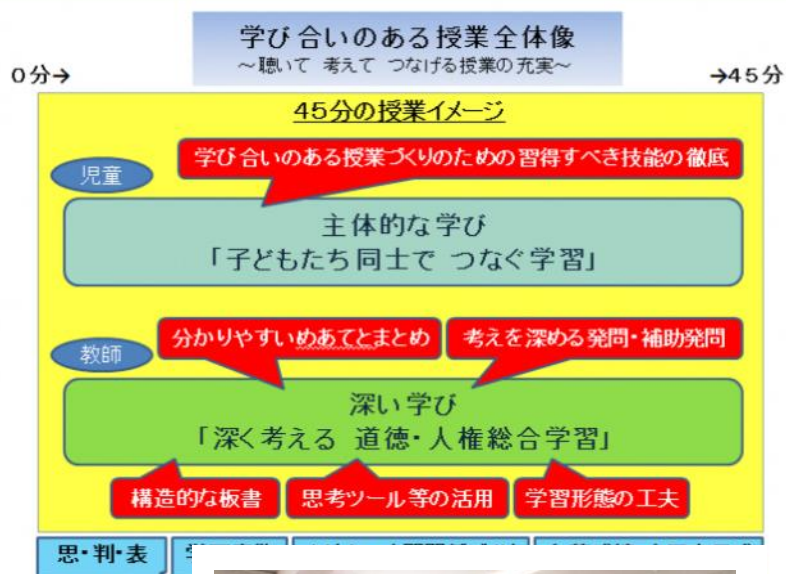 学び合いのある授業全体像
～聴いて 考えて つなげる授業の充実～
0分→
→45分
45分の授業イメージ
学び合いのある授業づくりのための習得すべき技能の徹底
児童
主体的な学び
「子どもたち同士で つなぐ学習」
分かりやすいめあてとまとめ
考えを深める発問・補助発問
教師
深い学び
「深く考える 道徳・人権総合学習」
構造的な板書
思考ツール等の活用
学習形態の工夫
思・判・表